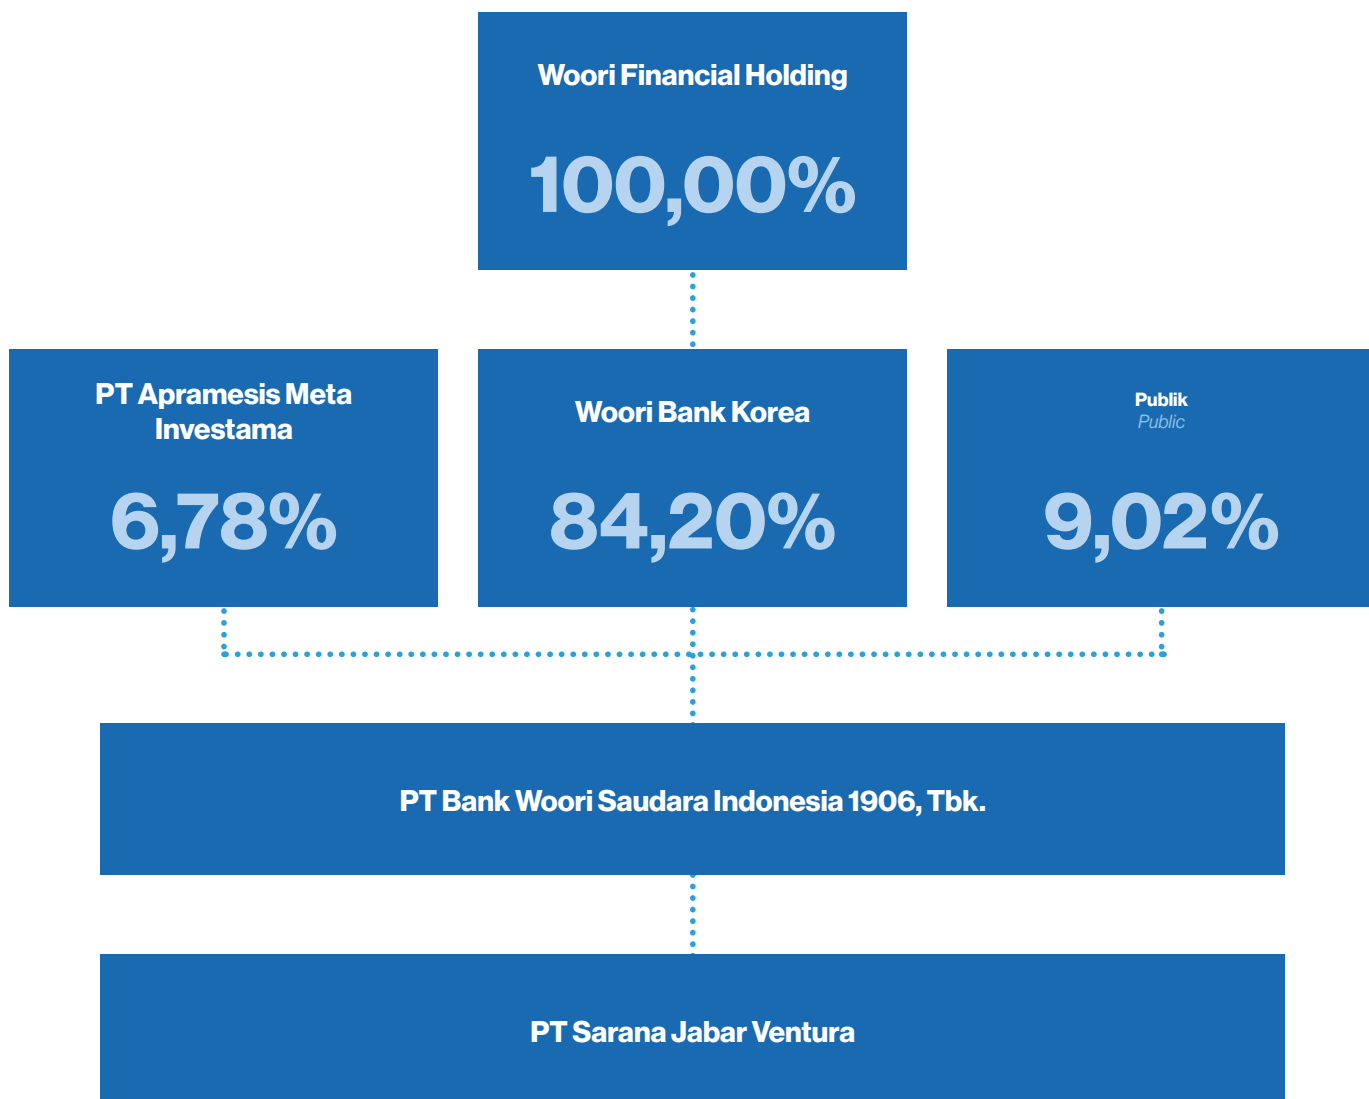 Woori Financial Holding
100,00%
PT Apramesis Meta
Investama
6,78%
Woori Bank Korea
84,20%
Publik
Public
9,02%
PT Bank Woori Saudara Indonesia 1906, Tbk.
PT Sarana Jabar Ventura